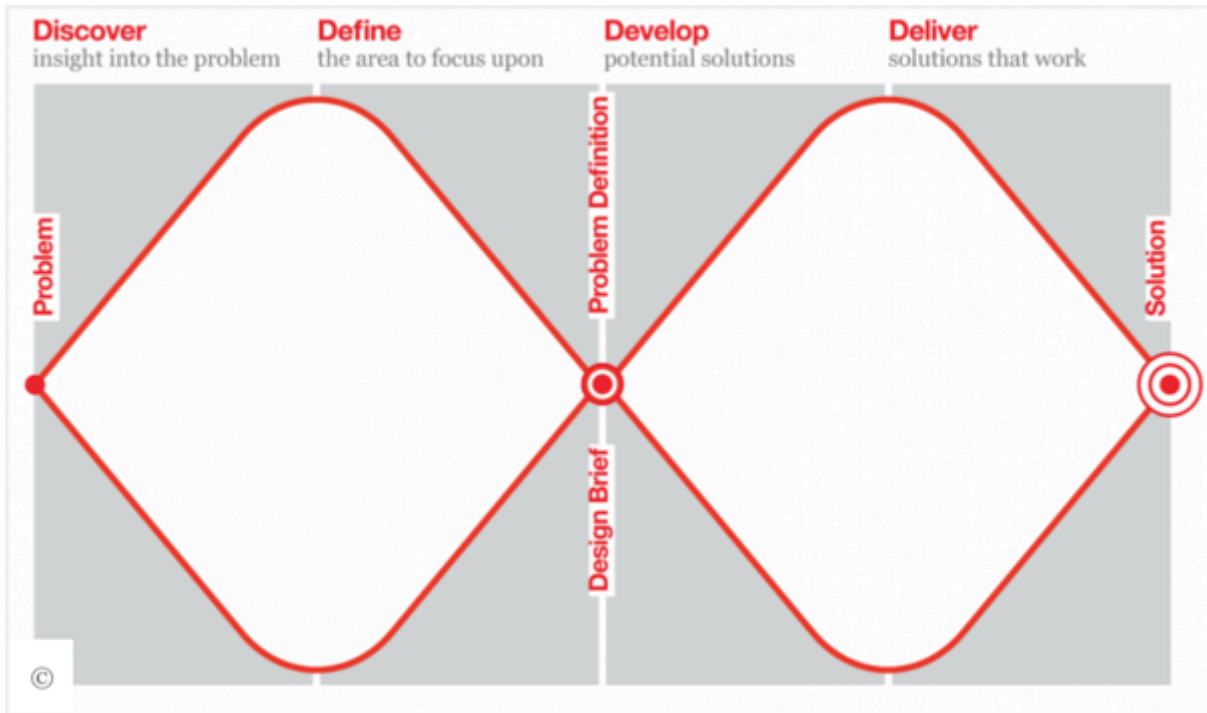 Discover
insight into the problem
Define
the area to focus upon
Develop
potential solutions
Deliver
solutions that work
Problem
Problem Definition
Design Brief
Solution
©